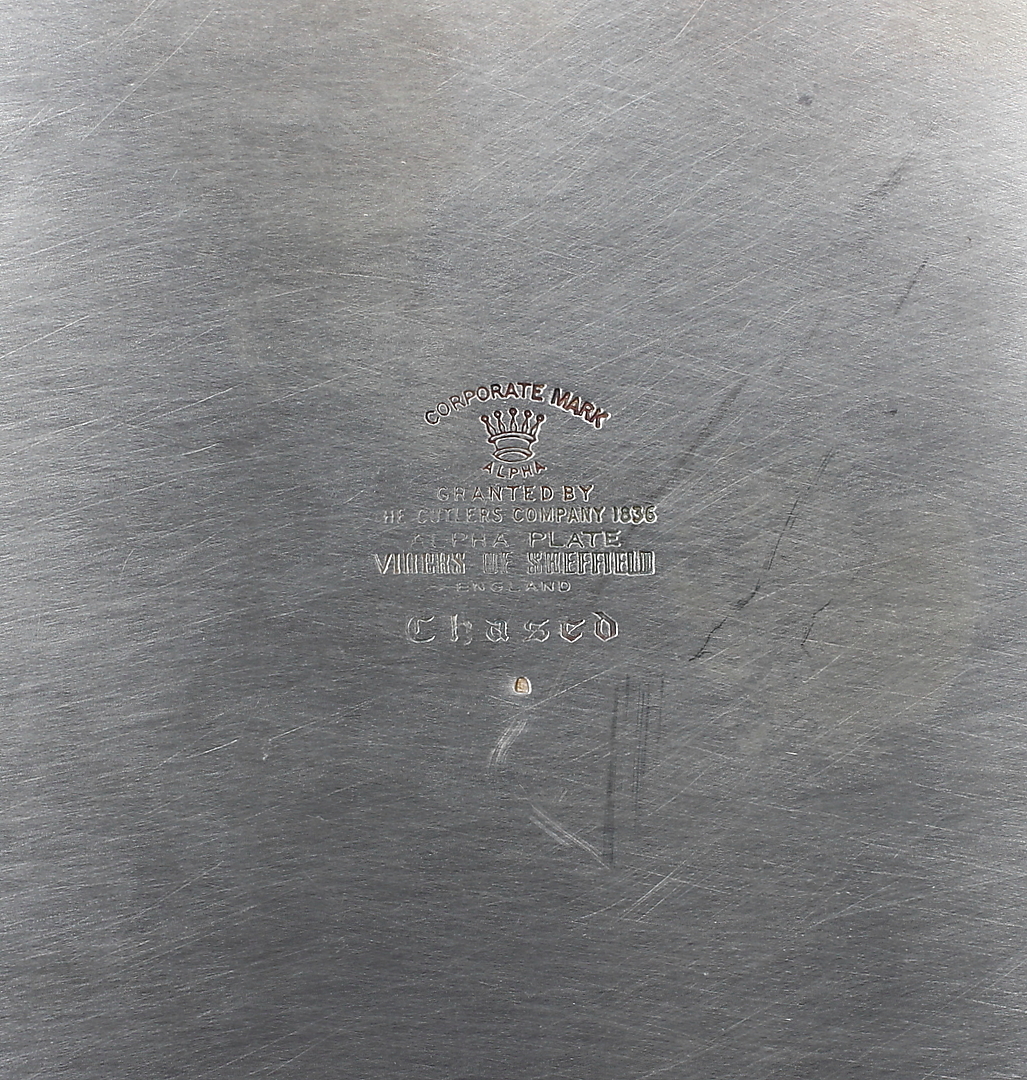 CORPORATE MARK
ALPHA
GRANTED BY
HE CUTLERS COMPANY 1836
ALPHA PLATE
VINERS OF SHEFFIELD
ENGLAND
Chased